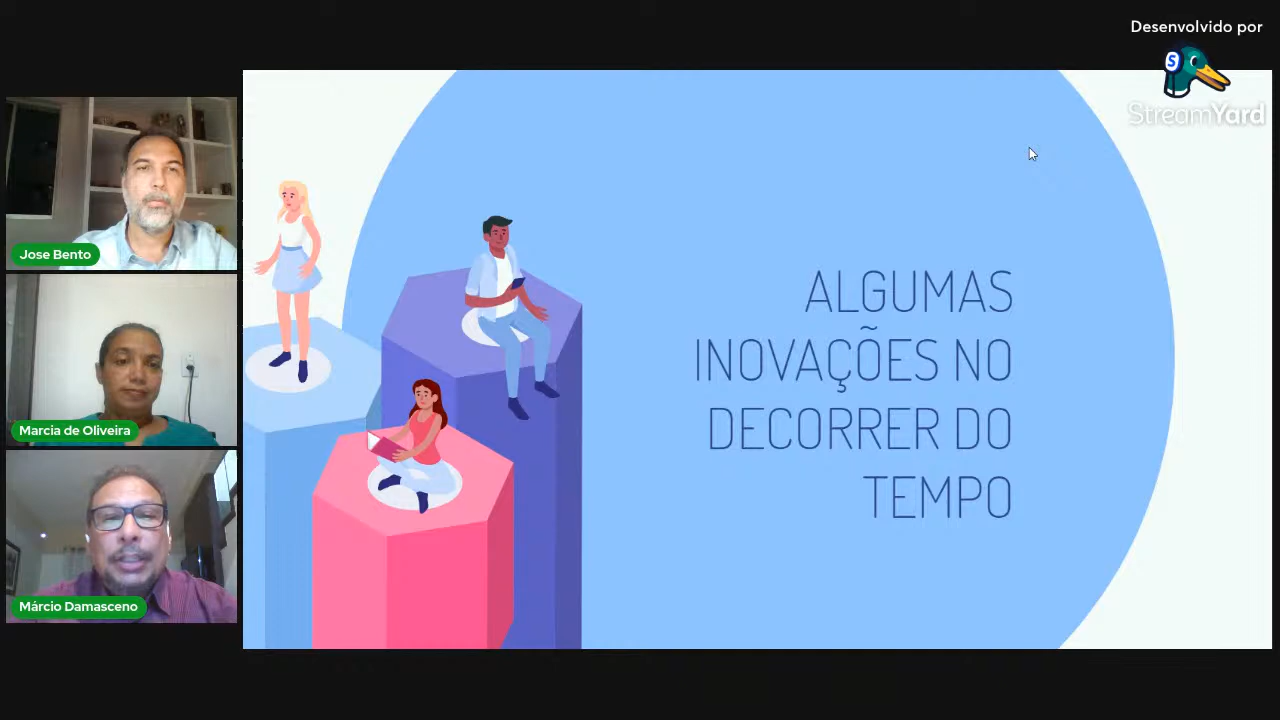 Desenvolvido por
S
StreamYard
Jose Bento
Marcia de Oliveira
Márcio Damasceno
ALGUMAS
INOVAÇÕES NO
DECORRER DO
TEMPO